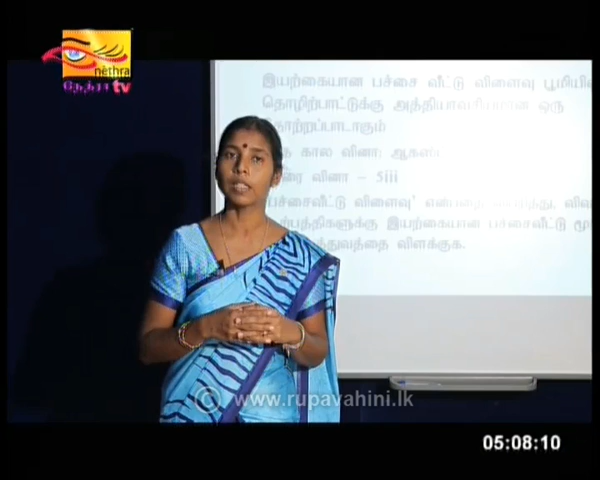 nethra
நேத்ரா tv
இயற்கையான பச்சை வீட்டு விளைவு
தொழிற்பாட்டுக்கு அத்தியாவசியமான ஒரு
தோற்றப்பாடாகும்
கால வினா; ஆகஸ்
வினா – 5iii
பச்சைவீட்டு விளைவு'
இயற்கையான பச்சைவீட்டு
விளக்குக.
© www.rupavahini.lk
05:08:10